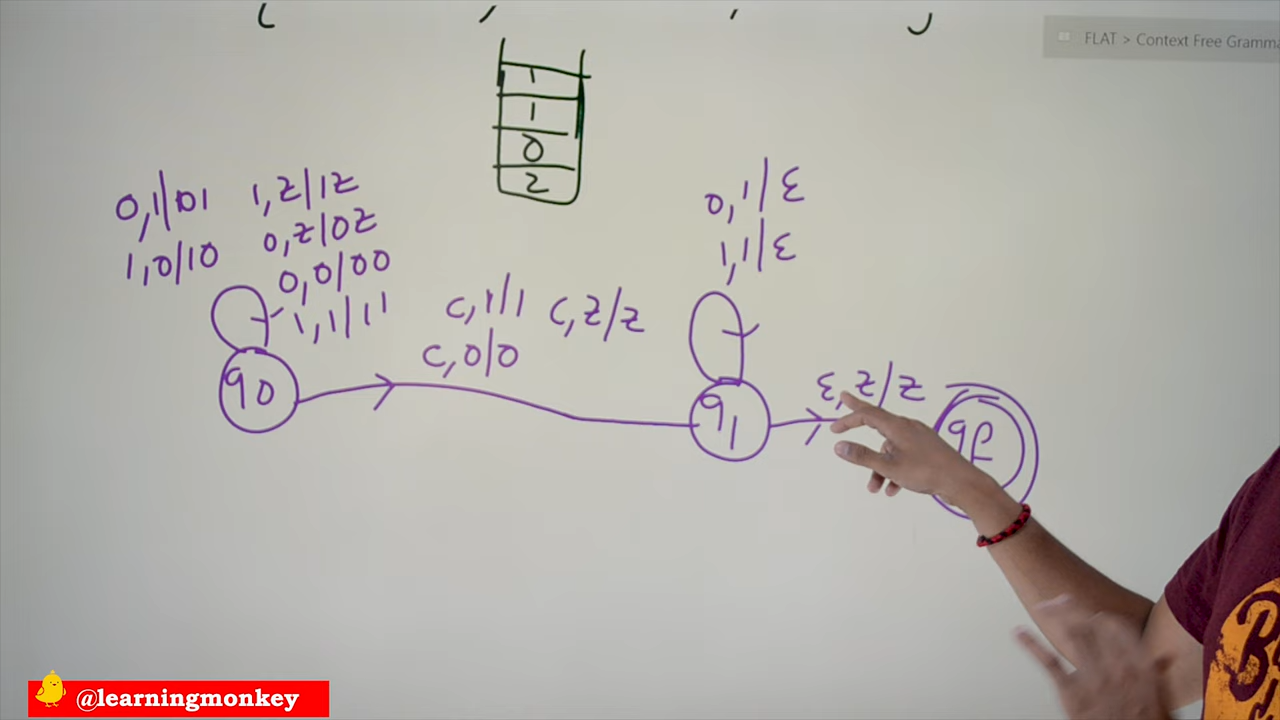 FLAT > Context Free Gramma
1
1
0
Z
0,1/01 1,Z/1Z
1,0/10 0,Z/0Z
0,0/00
1,1/11
C,1/1 C,Z/Z
C,0/0
0,1/ε
1,1/ε
ε,Z/Z
q0
q1
qf
@learningmonkey